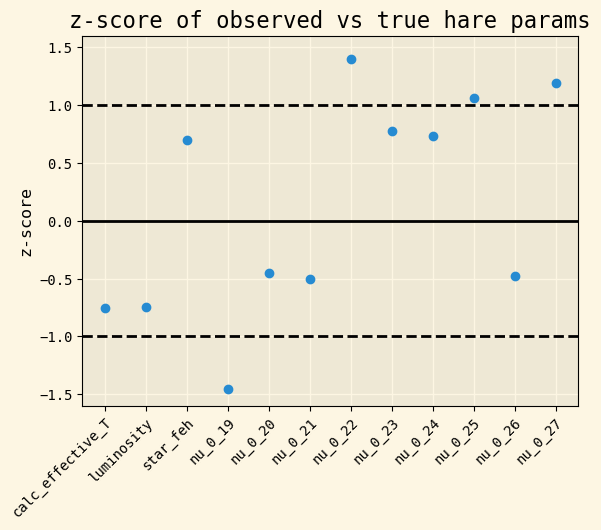 z-score of observed vs true hare params
z-score
1.5
1.0
0.5
0.0
−0.5
−1.0
−1.5
calc_effective_T
luminosity
star_feh
nu_0_19
nu_0_20
nu_0_21
nu_0_22
nu_0_23
nu_0_24
nu_0_25
nu_0_26
nu_0_27